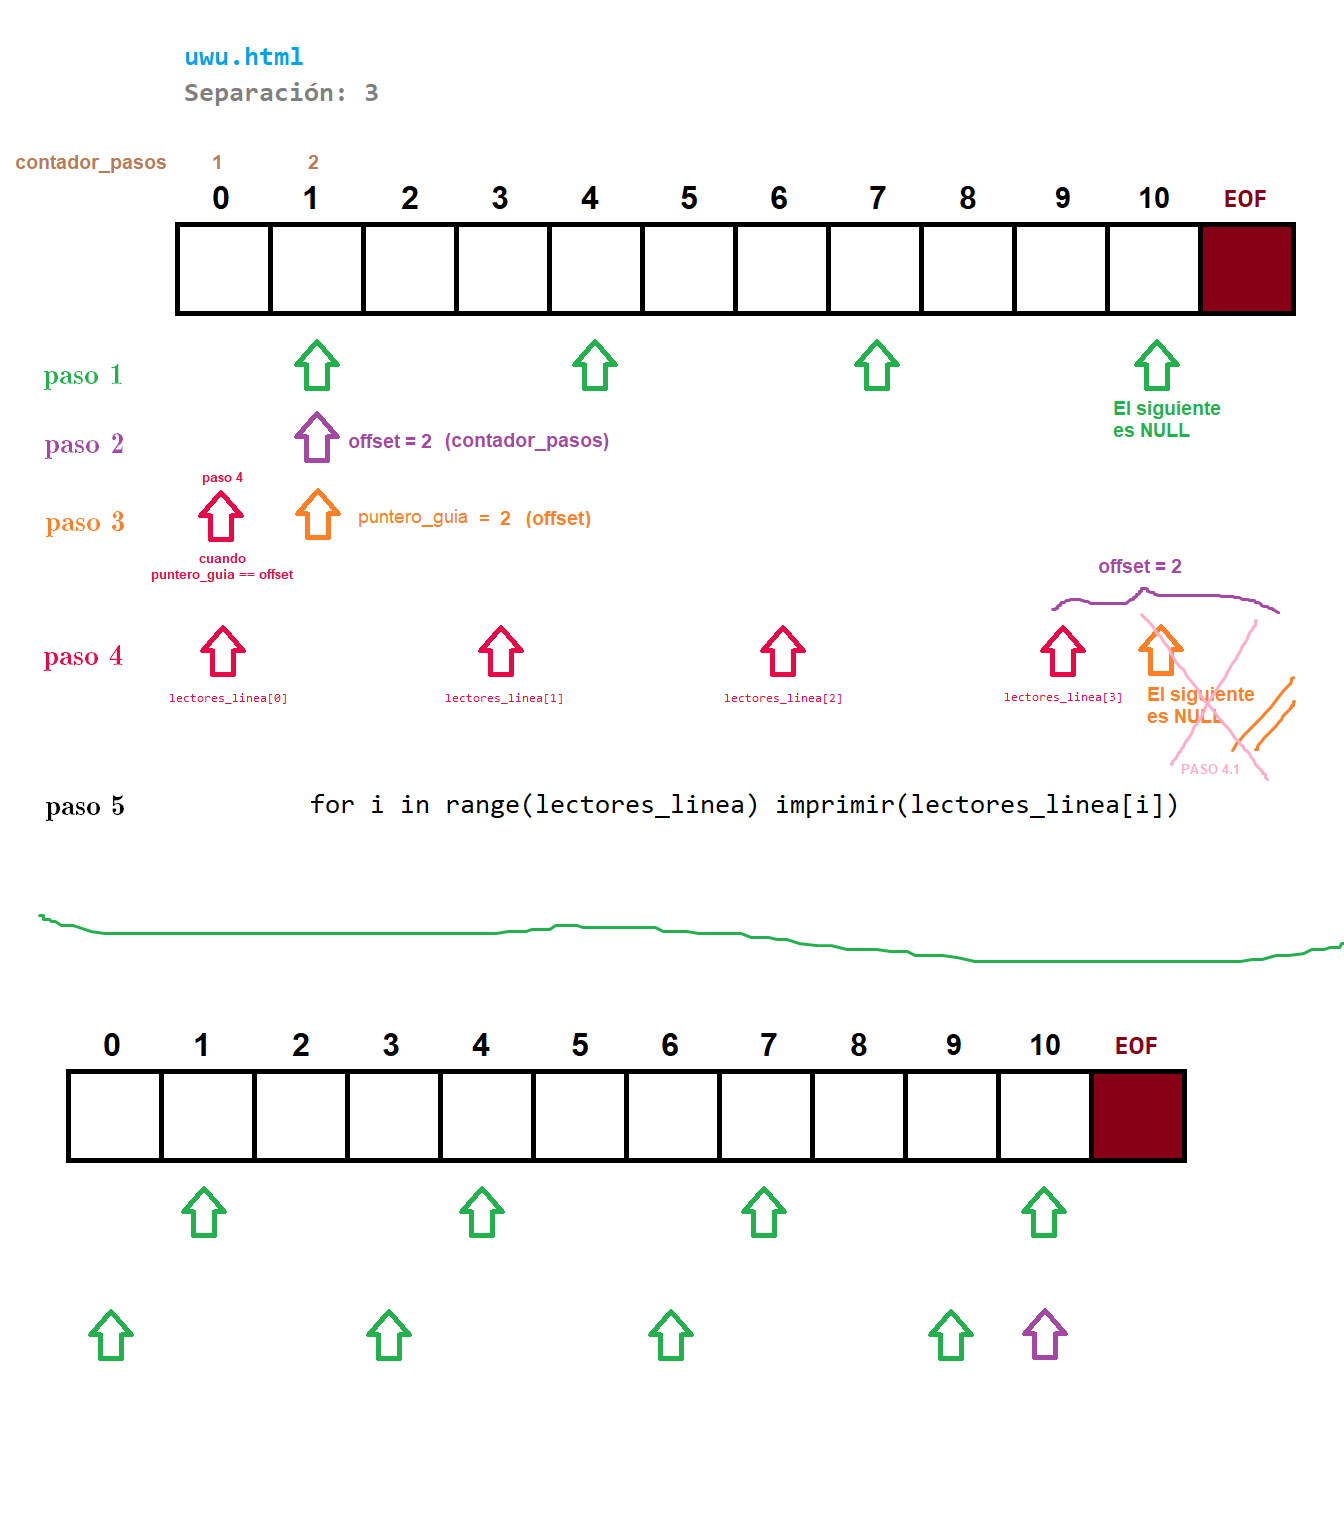 uwu.html
Separación: 3
contador_pasos 1 2
0 1 2 3 4 5 6 7 8 9 10 EOF
paso 1
El siguiente
es NULL
paso 2 offset = 2 (contador_pasos)
paso 4
paso 3 puntero_guia = 2 (offset)
cuando
puntero_guia == offset
offset = 2
paso 4
lectores_linea[0] lectores_linea[1] lectores_linea[2] lectores_linea[3] El siguiente
es NULL
PASO 4.1
paso 5 for i in range(lectores_linea) imprimir(lectores_linea[i])
0 1 2 3 4 5 6 7 8 9 10 EOF